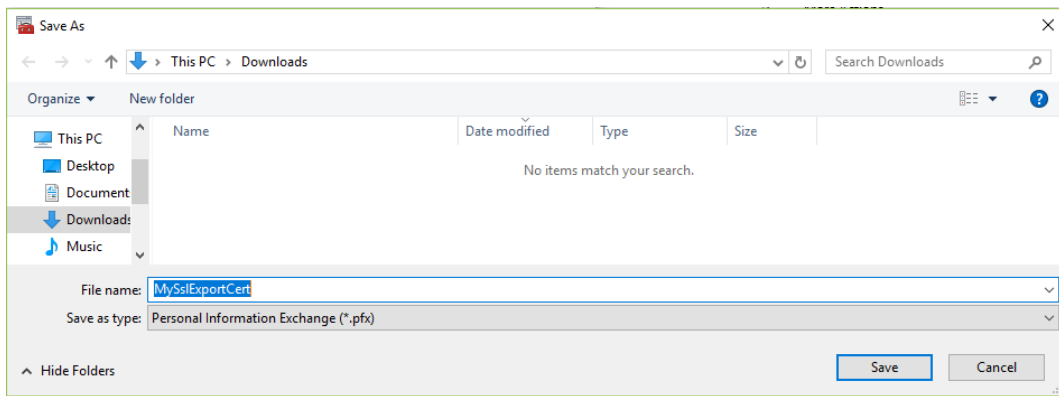 Save As
This PC > Downloads
Search Downloads
Organize
New folder
Name
Date modified
Type
Size
This PC
Desktop
Document
Downloads
Music
No items match your search.
File name: MySslExportCert
Save as type: Personal Information Exchange (*.pfx)
Hide Folders
Save
Cancel